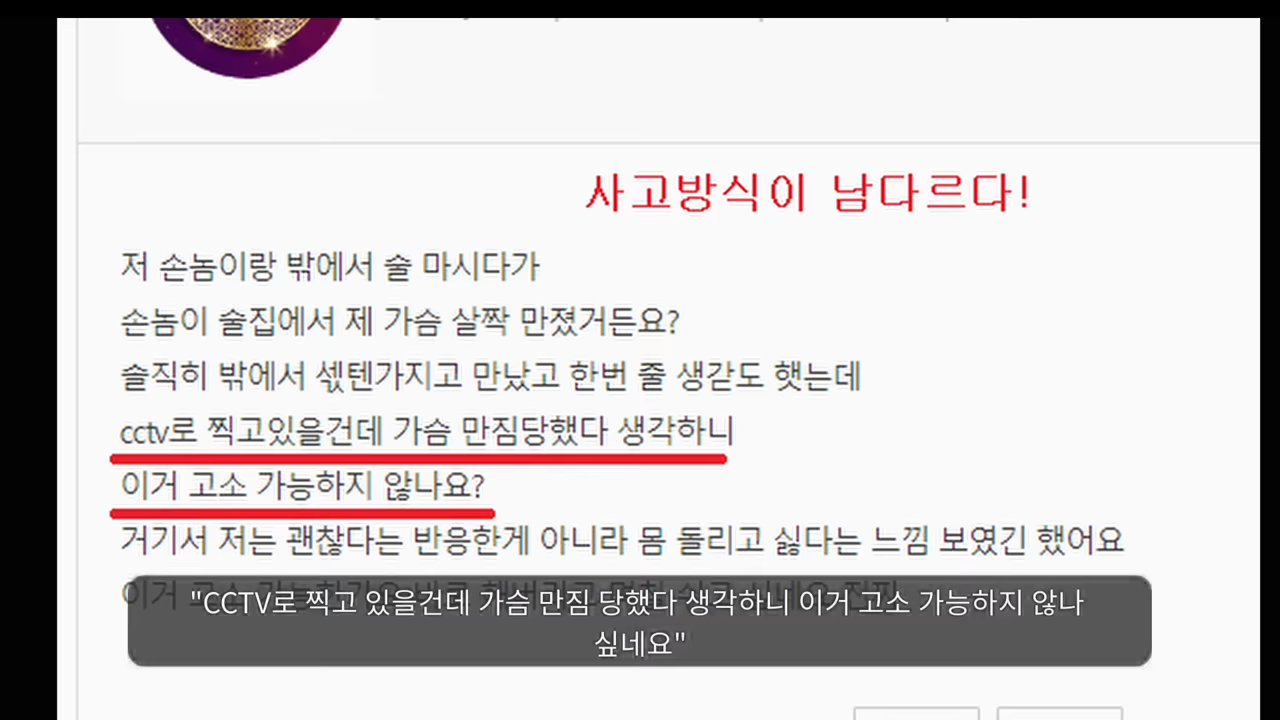 사고방식이 남다르다!
저 손놈이랑 밖에서 술 마시다가
손놈이 술집에서 제 가슴 살짝 만졌거든요?
솔직히 밖에서 셌텐가지고 만났고 한번 줄 생갇도 햇는데
cctv로 찍고있을건데 가슴 만짐당했다 생각하니
이거 고소 가능하지 않나요?
거기서 저는 괜찮다는 반응한게 아니라 몸 돌리고 싫다는 느낌 보였긴 했어요
이거 고소
"CCTV로 찍고 있을건데 가슴 만짐 당했다 생각하니 이거 고소 가능하지 않나
싶네요"